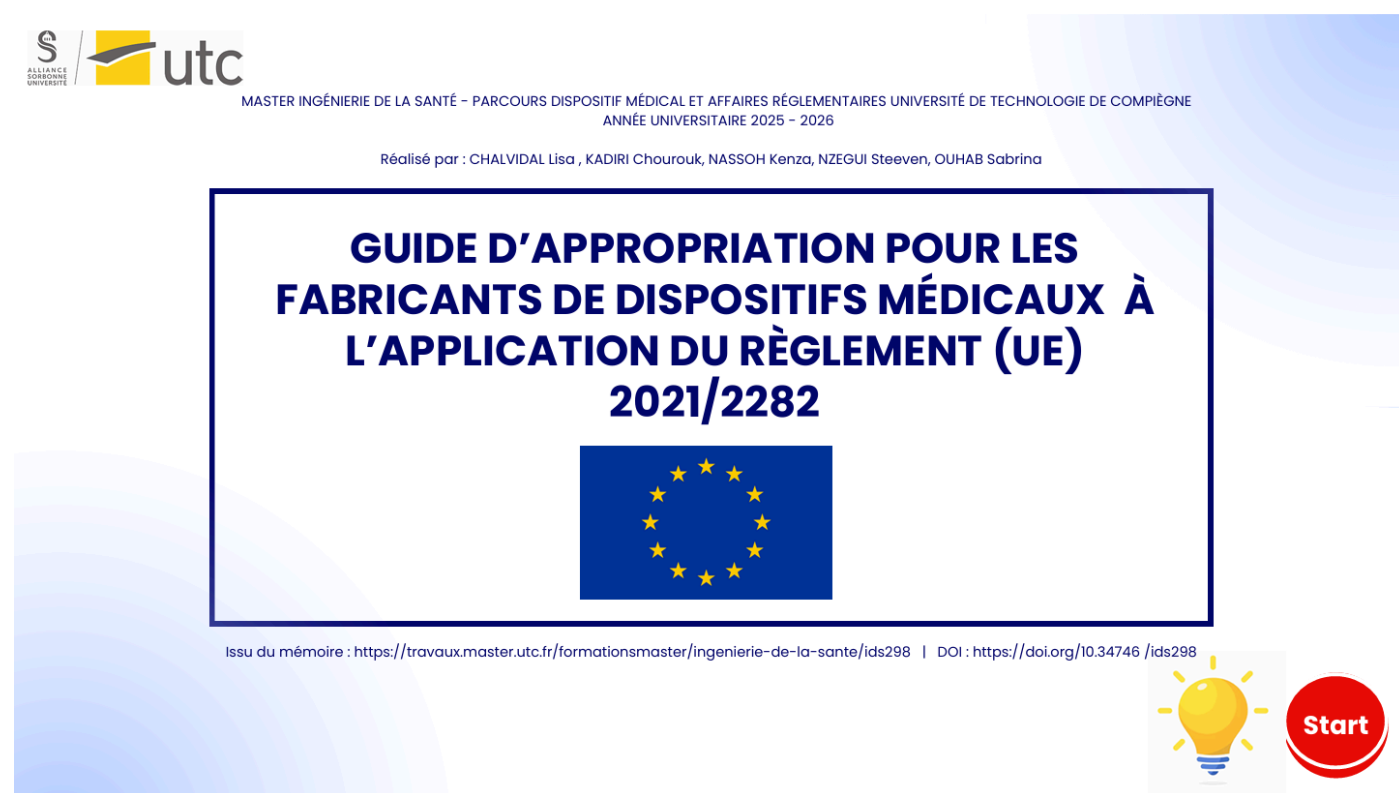 ALLIANCE
SORBONNE
UNIVERSITÉ
utc
MASTER INGÉNIERIE DE LA SANTÉ - PARCOURS DISPOSITIF MÉDICAL ET AFFAIRES RÉGLEMENTAIRES UNIVERSITÉ DE TECHNOLOGIE DE COMPIÈGNE
ANNÉE UNIVERSITAIRE 2025 - 2026
Réalisé par : CHALVIDAL Lisa , KADIRI Chourouk, NASSOH Kenza, NZEGUI Steeven, OUHAB Sabrina
GUIDE D’APPROPRIATION POUR LES
FABRICANTS DE DISPOSITIFS MÉDICAUX À
L’APPLICATION DU RÈGLEMENT (UE)
2021/2282
Issu du mémoire : https://travaux.master.utc.fr/formationsmaster/ingenierie-de-la-sante/ids298 | DOI : https://doi.org/10.34746 /ids298
Start